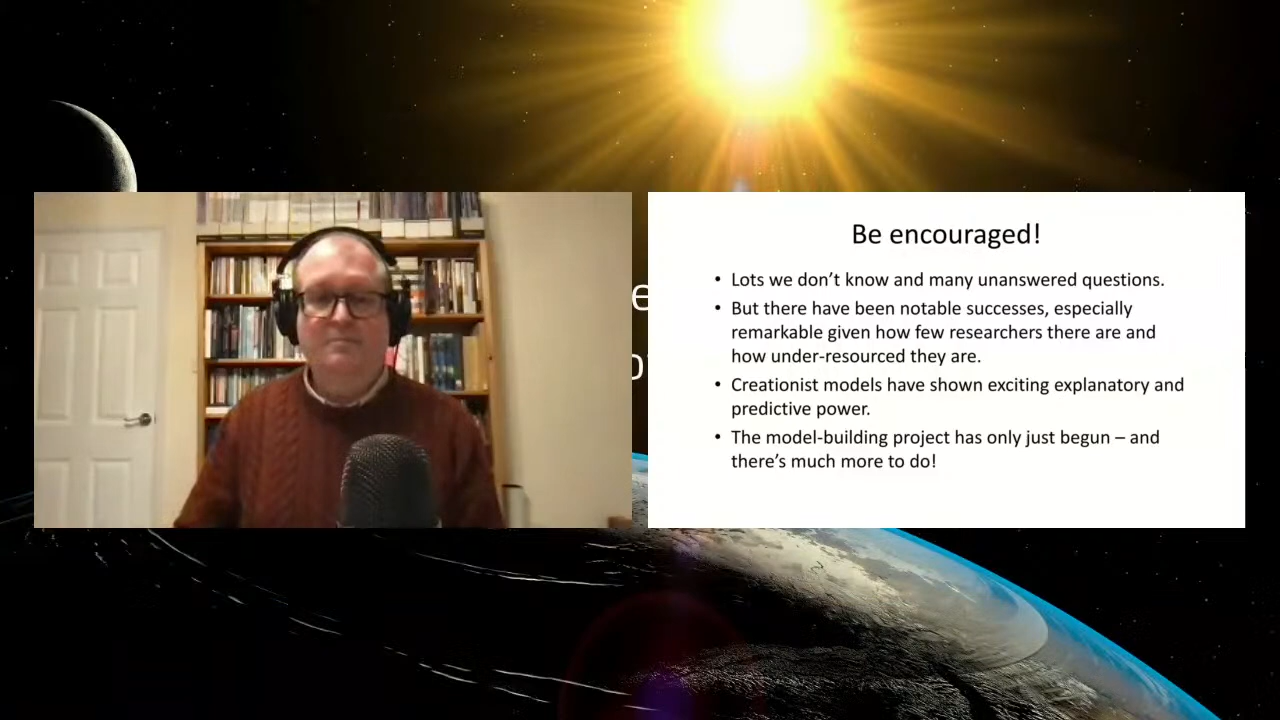 Be encouraged!
• Lots we don’t know and many unanswered questions.
• But there have been notable successes, especially
remarkable given how few researchers there are and
how under-resourced they are.
• Creationist models have shown exciting explanatory and
predictive power.
• The model-building project has only just begun – and
there’s much more to do!